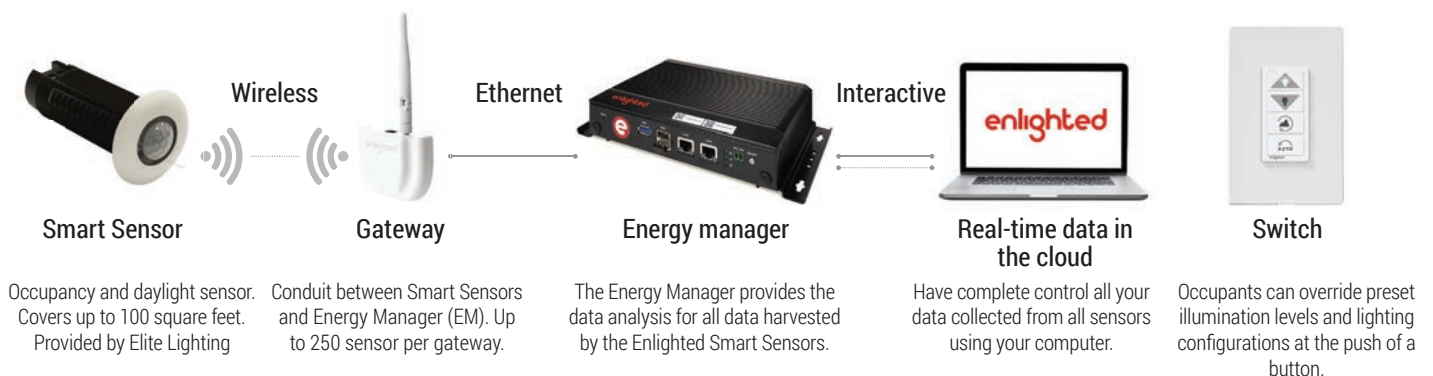 Wireless
Ethernet
Interactive
enlighted
e
enlighted
AUTO
Smart Sensor
Gateway
Energy manager
Real-time data in
the cloud
Switch
Occupancy and daylight sensor.
Covers up to 100 square feet.
Provided by Elite Lighting
Conduit between Smart Sensors
and Energy Manager (EM). Up
to 250 sensor per gateway.
The Energy Manager provides the
data analysis for all data harvested
by the Enlighted Smart Sensors.
Have complete control all your
data collected from all sensors
using your computer.
Occupants can override preset
illumination levels and lighting
configurations at the push of a
button.